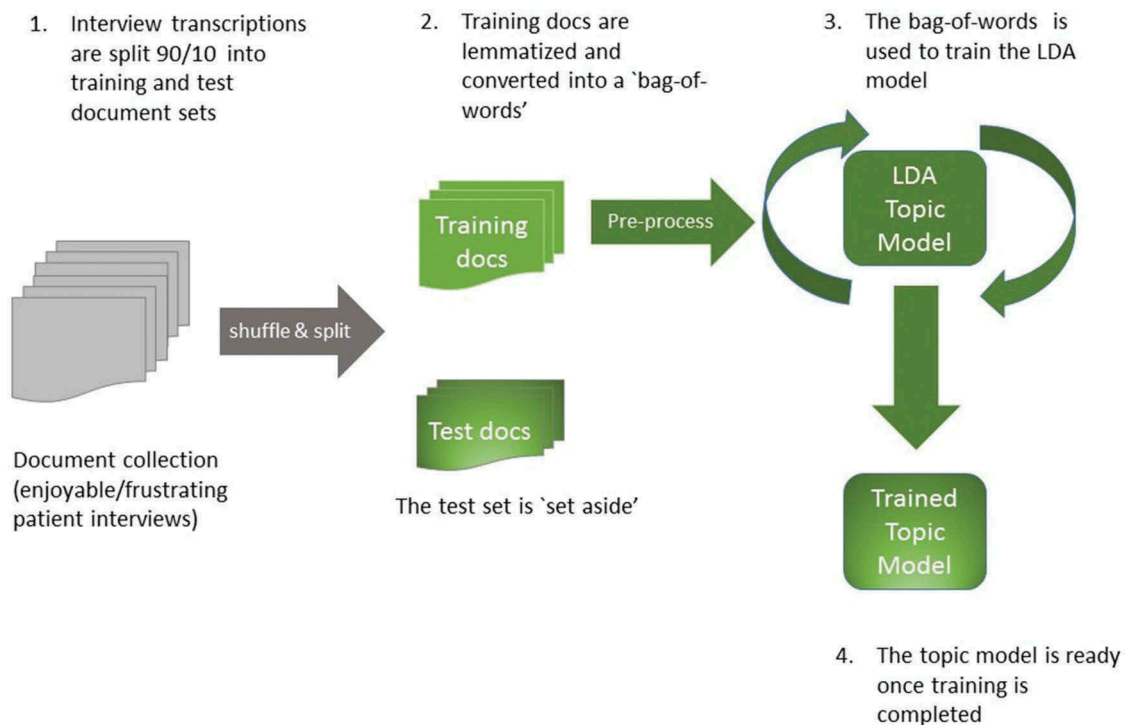 1. Interview transcriptions
are split 90/10 into
training and test
document sets
2. Training docs are
lemmatized and
converted into a `bag-of-
words’
3. The bag-of-words is
used to train the LDA
model
LDA
Topic
Model
Training
docs
Pre-process
shuffle & split
Test docs
Document collection
(enjoyable/frustrating
patient interviews)
The test set is `set aside’
Trained
Topic
Model
4. The topic model is ready
once training is
completed